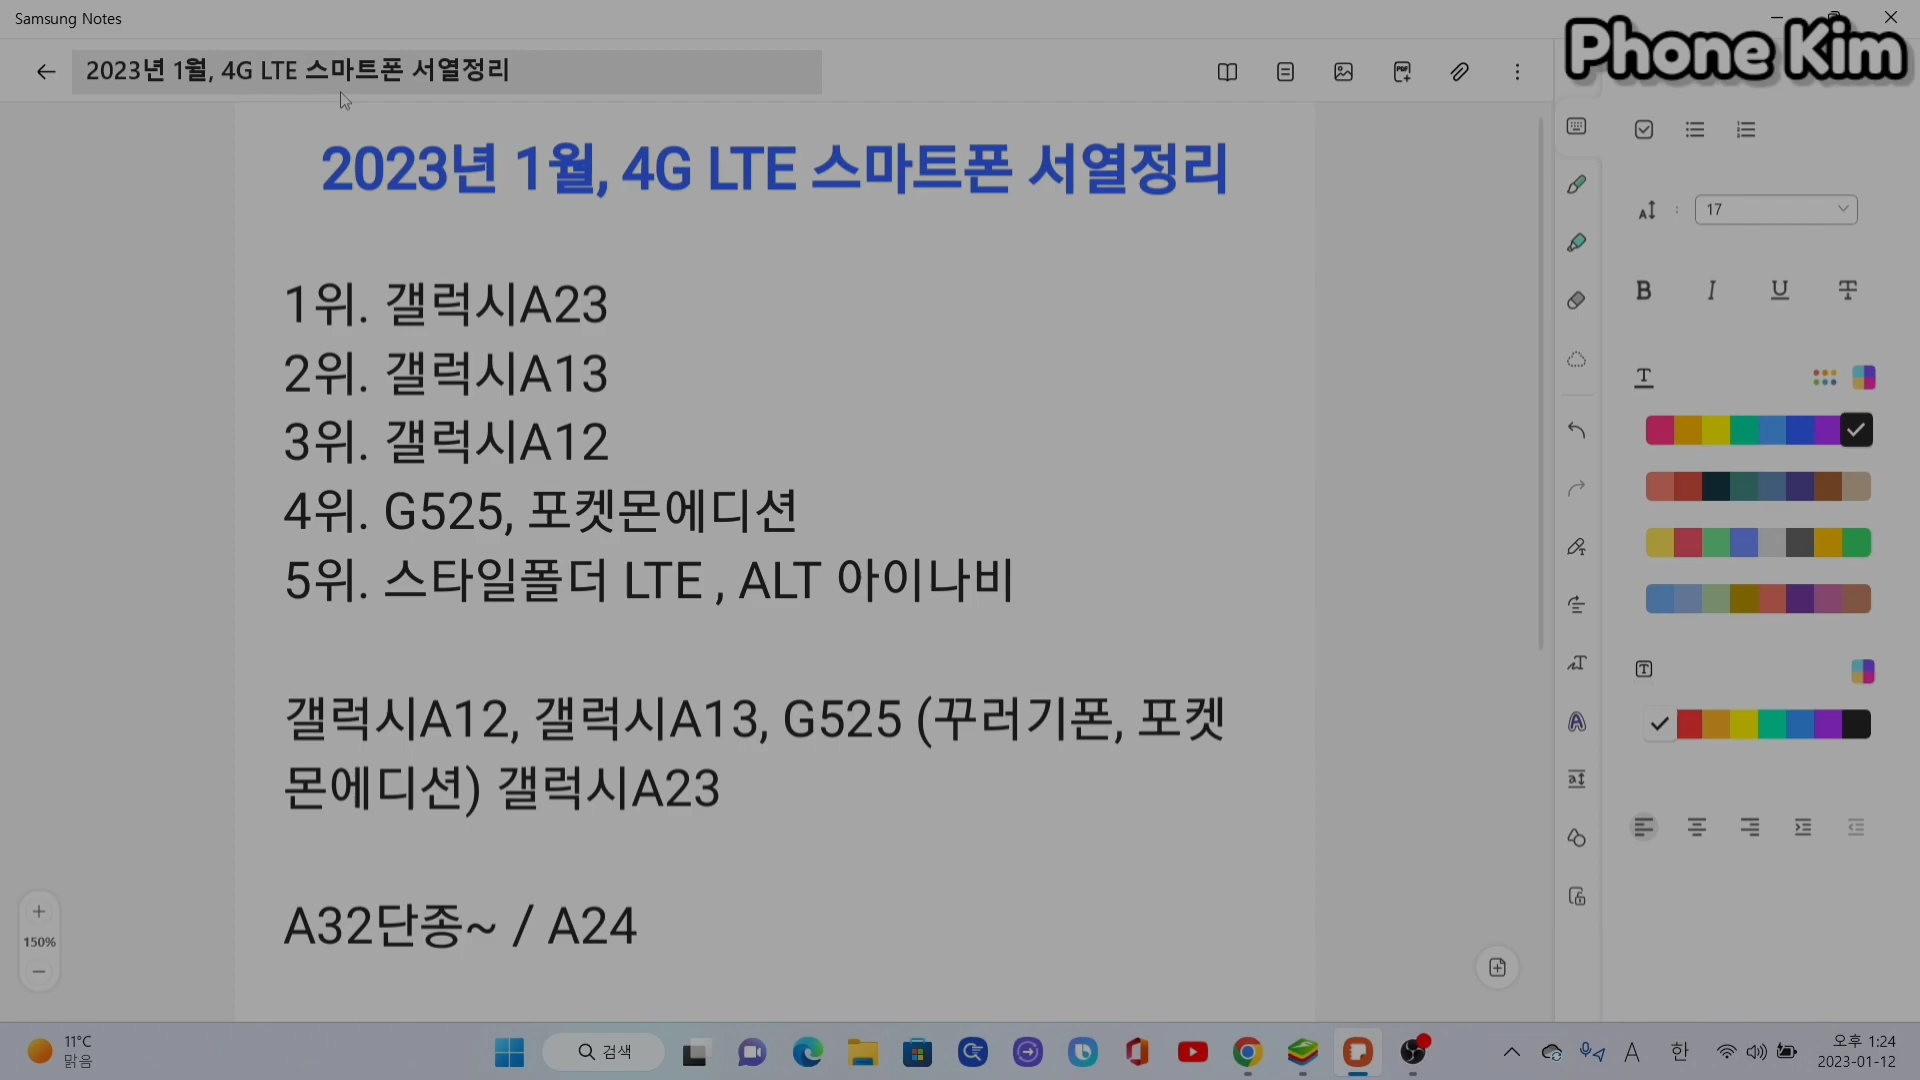 Samsung Notes
Phone Kim
2023년 1월, 4G LTE 스마트폰 서열정리
2023년 1월, 4G LTE 스마트폰 서열정리
17
1위. 갤럭시A23
2위. 갤럭시A13
3위. 갤럭시A12
4위. G525, 포켓몬에디션
5위. 스타일폴더 LTE , ALT 아이나비
갤럭시A12, 갤럭시A13, G525 (꾸러기폰, 포켓
몬에디션) 갤럭시A23
A32단종~ / A24
150%
11°C
맑음
검색
A
한
오후 1:24
2023-01-12